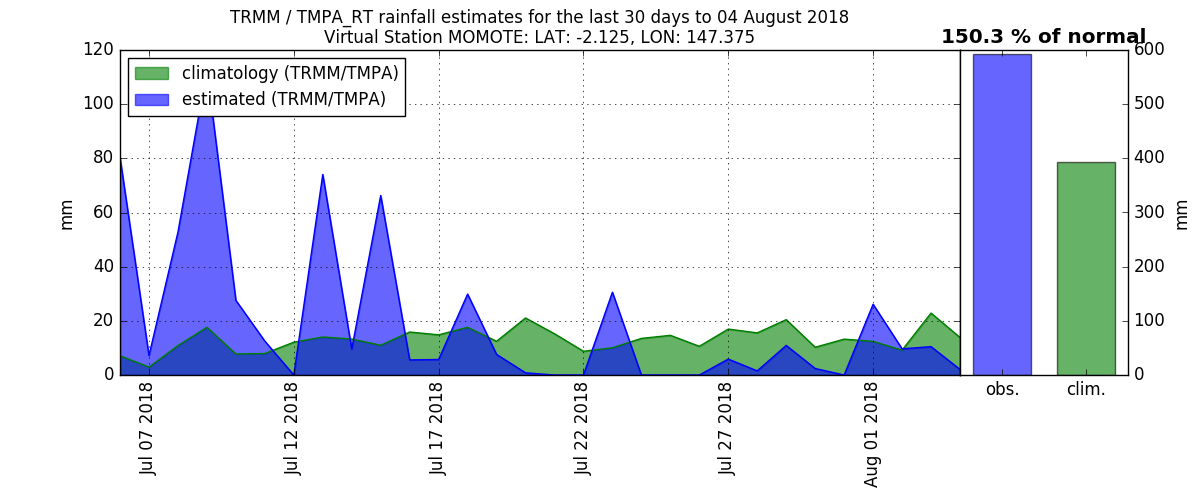 TRMM / TMPA_RT rainfall estimates for the last 30 days to 04 August 2018
Virtual Station MOMOTE: LAT: -2.125, LON: 147.375
150.3 % of normal
climatology (TRMM/TMPA)
estimated (TRMM/TMPA)
120
100
80
60
40
20
0
mm
Jul 07 2018
Jul 12 2018
Jul 17 2018
Jul 22 2018
Jul 27 2018
Aug 01 2018
600
500
400
300
200
100
0
mm
obs.
clim.